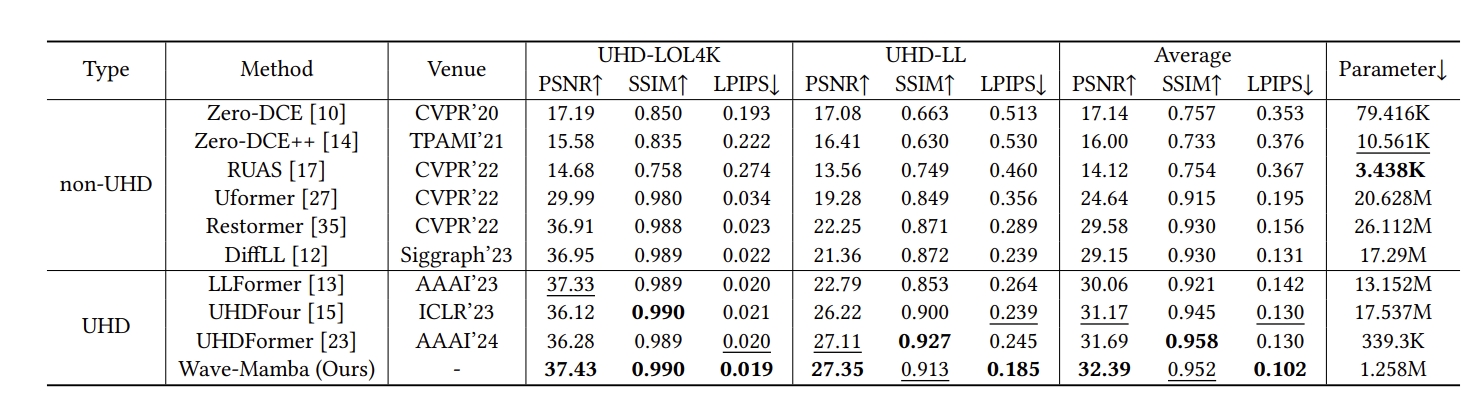 Type Method Venue UHD-LOL4K UHD-LL Average Parameter↓
PSNR↑ SSIM↑ LPIPS↓ PSNR↑ SSIM↑ LPIPS↓ PSNR↑ SSIM↑ LPIPS↓
non-UHD
Zero-DCE [10] CVPR'20 17.19 0.850 0.193 17.08 0.663 0.513 17.14 0.757 0.353 79.416K
Zero-DCE++ [14] TPAMI'21 15.58 0.835 0.222 16.41 0.630 0.530 16.00 0.733 0.376 10.561K
RUAS [17] CVPR'22 14.68 0.758 0.274 13.56 0.749 0.460 14.12 0.754 0.367 3.438K
Uformer [27] CVPR'22 29.99 0.980 0.034 19.28 0.849 0.356 24.64 0.915 0.195 20.628M
Restormer [35] CVPR'22 36.91 0.988 0.023 22.25 0.871 0.289 29.58 0.930 0.156 26.112M
DiffLL [12] Siggraph'23 36.95 0.989 0.022 21.36 0.872 0.239 29.15 0.930 0.131 17.29M
UHD
LLFormer [13] AAAI'23 37.33 0.989 0.020 22.79 0.853 0.264 30.06 0.921 0.142 13.152M
UHDFour [15] ICLR'23 36.12 0.990 0.021 26.22 0.900 0.239 31.17 0.945 0.130 17.537M
UHDFormer [23] AAAI'24 36.28 0.989 0.020 27.11 0.927 0.245 31.69 0.958 0.130 339.3K
Wave-Mamba (Ours) - 37.43 0.990 0.019 27.35 0.913 0.185 32.39 0.952 0.102 1.258M